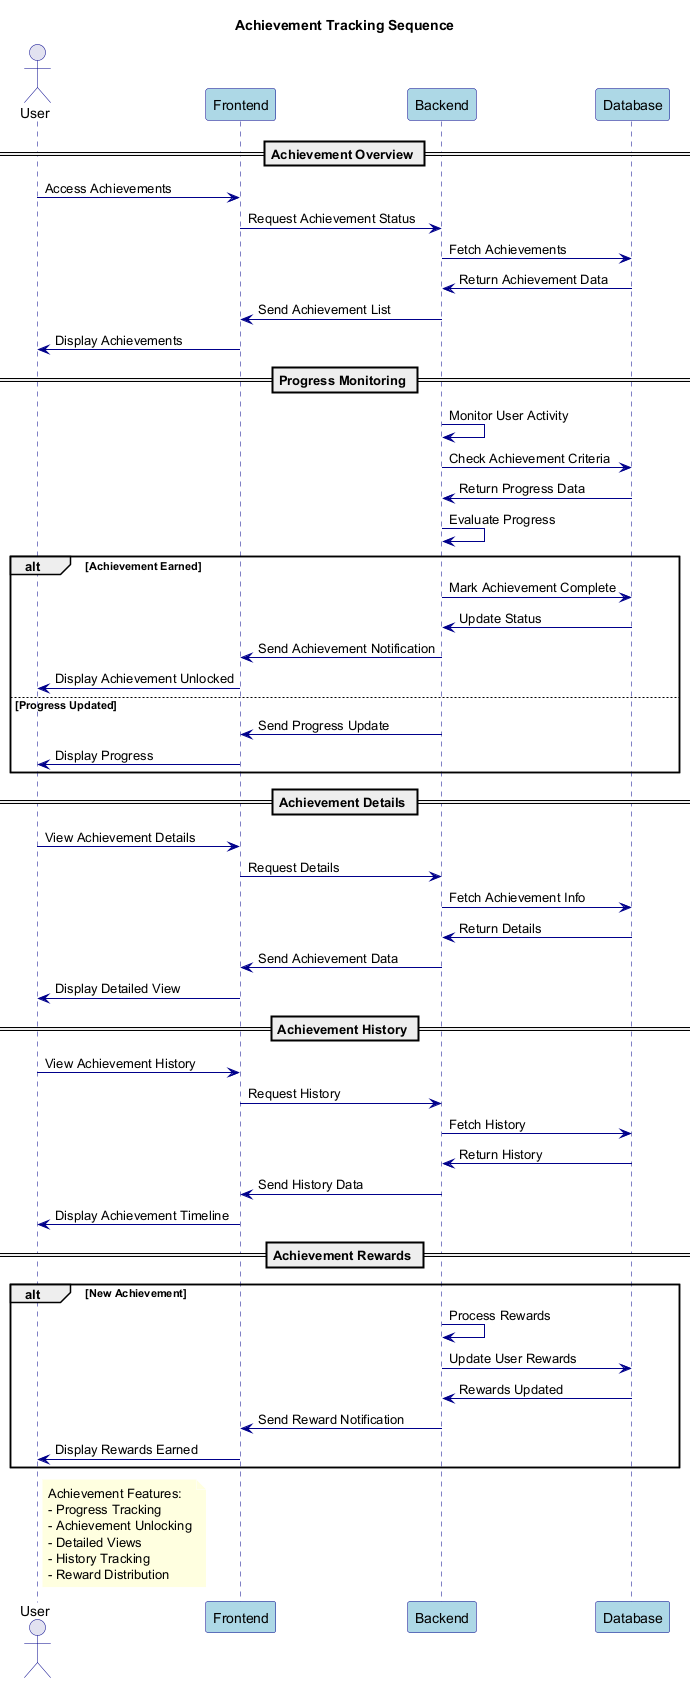 Achievement Tracking Sequence
User
Frontend
Backend
Database
Achievement Overview
Access Achievements
Request Achievement Status
Fetch Achievements
Return Achievement Data
Send Achievement List
Display Achievements
Progress Monitoring
Monitor User Activity
Check Achievement Criteria
Return Progress Data
Evaluate Progress
alt
[Achievement Earned]
Mark Achievement Complete
Update Status
Send Achievement Notification
Display Achievement Unlocked
[Progress Updated]
Send Progress Update
Display Progress
Achievement Details
View Achievement Details
Request Details
Fetch Achievement Info
Return Details
Send Achievement Data
Display Detailed View
Achievement History
View Achievement History
Request History
Fetch History
Return History
Send History Data
Display Achievement Timeline
Achievement Rewards
alt
[New Achievement]
Process Rewards
Update User Rewards
Rewards Updated
Send Reward Notification
Display Rewards Earned
Achievement Features:
- Progress Tracking
- Achievement Unlocking
- Detailed Views
- History Tracking
- Reward Distribution
User
Frontend
Backend
Database